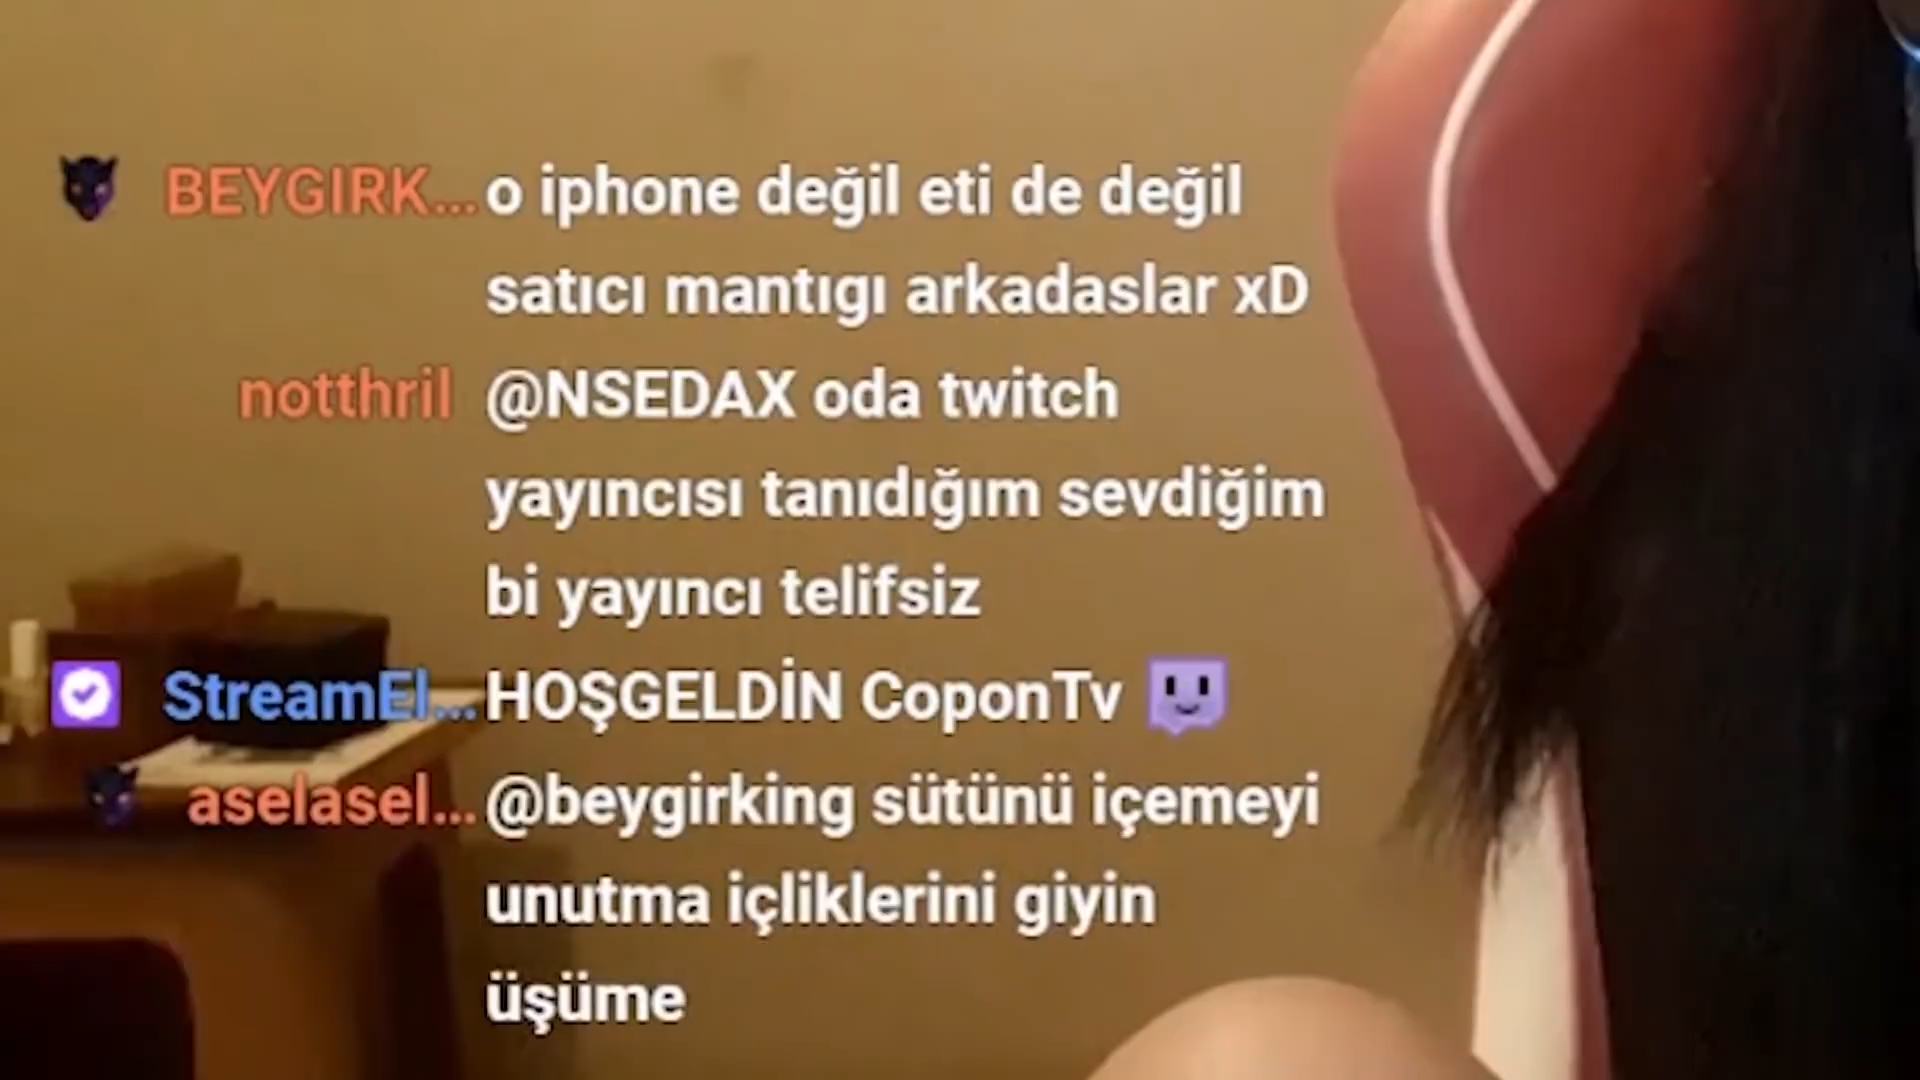 BEYGIRK... o iphone değil eti de değil
satıcı mantıgı arkadaslar xD
notthril @NSEDAX oda twitch
yayıncısı tanıdığım sevdiğim
bi yayıncı telifsiz
StreamEl... HOŞGELDİN CoponTv
aselasel... @beygirking sütünü içemeyi
unutma içliklerini giyin
üşüme